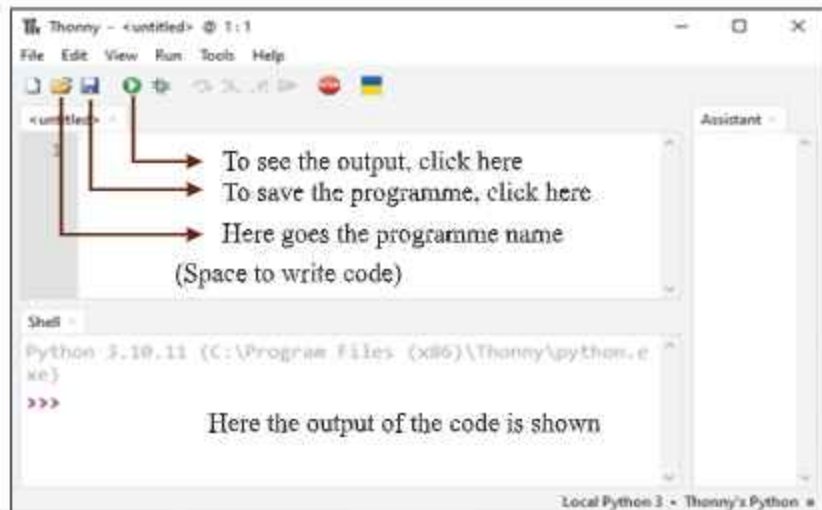 Thonny - <untitled> @ 1:1
File Edit View Run Tools Help
<untitled>
Assistant
1
To see the output, click here
To save the programme, click here
Here goes the programme name
(Space to write code)
Shell
Python 3.10.11 (C:\Program Files (x86)\Thonny\python.e
xe)
>>>
Here the output of the code is shown
Local Python 3 • Thonny's Python